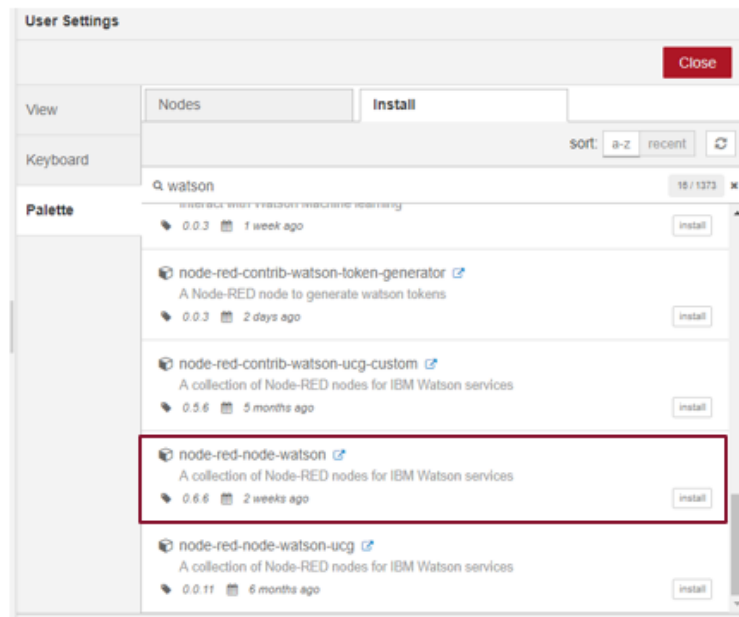 User Settings
Close
View
Keyboard
Palette
Nodes
Install
sort: a-z recent
watson
18 / 1373
Interact with Watson Machine learning
0.0.3 1 week ago
install
node-red-contrib-watson-token-generator
A Node-RED node to generate watson tokens
0.0.3 2 days ago
install
node-red-contrib-watson-ucg-custom
A collection of Node-RED nodes for IBM Watson services
0.5.6 5 months ago
install
node-red-node-watson
A collection of Node-RED nodes for IBM Watson services
0.6.6 2 weeks ago
install
node-red-node-watson-ucg
A collection of Node-RED nodes for IBM Watson services
0.0.11 6 months ago
install